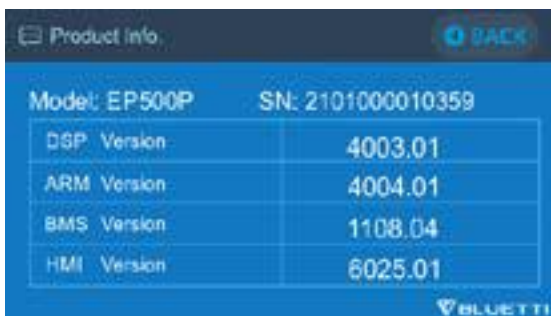 Product Info.
BACK
Model: EP500P SN: 2101000010359
DSP Version 4003.01
ARM Version 4004.01
BMS Version 1108.04
HMI Version 6025.01
BLUETTI